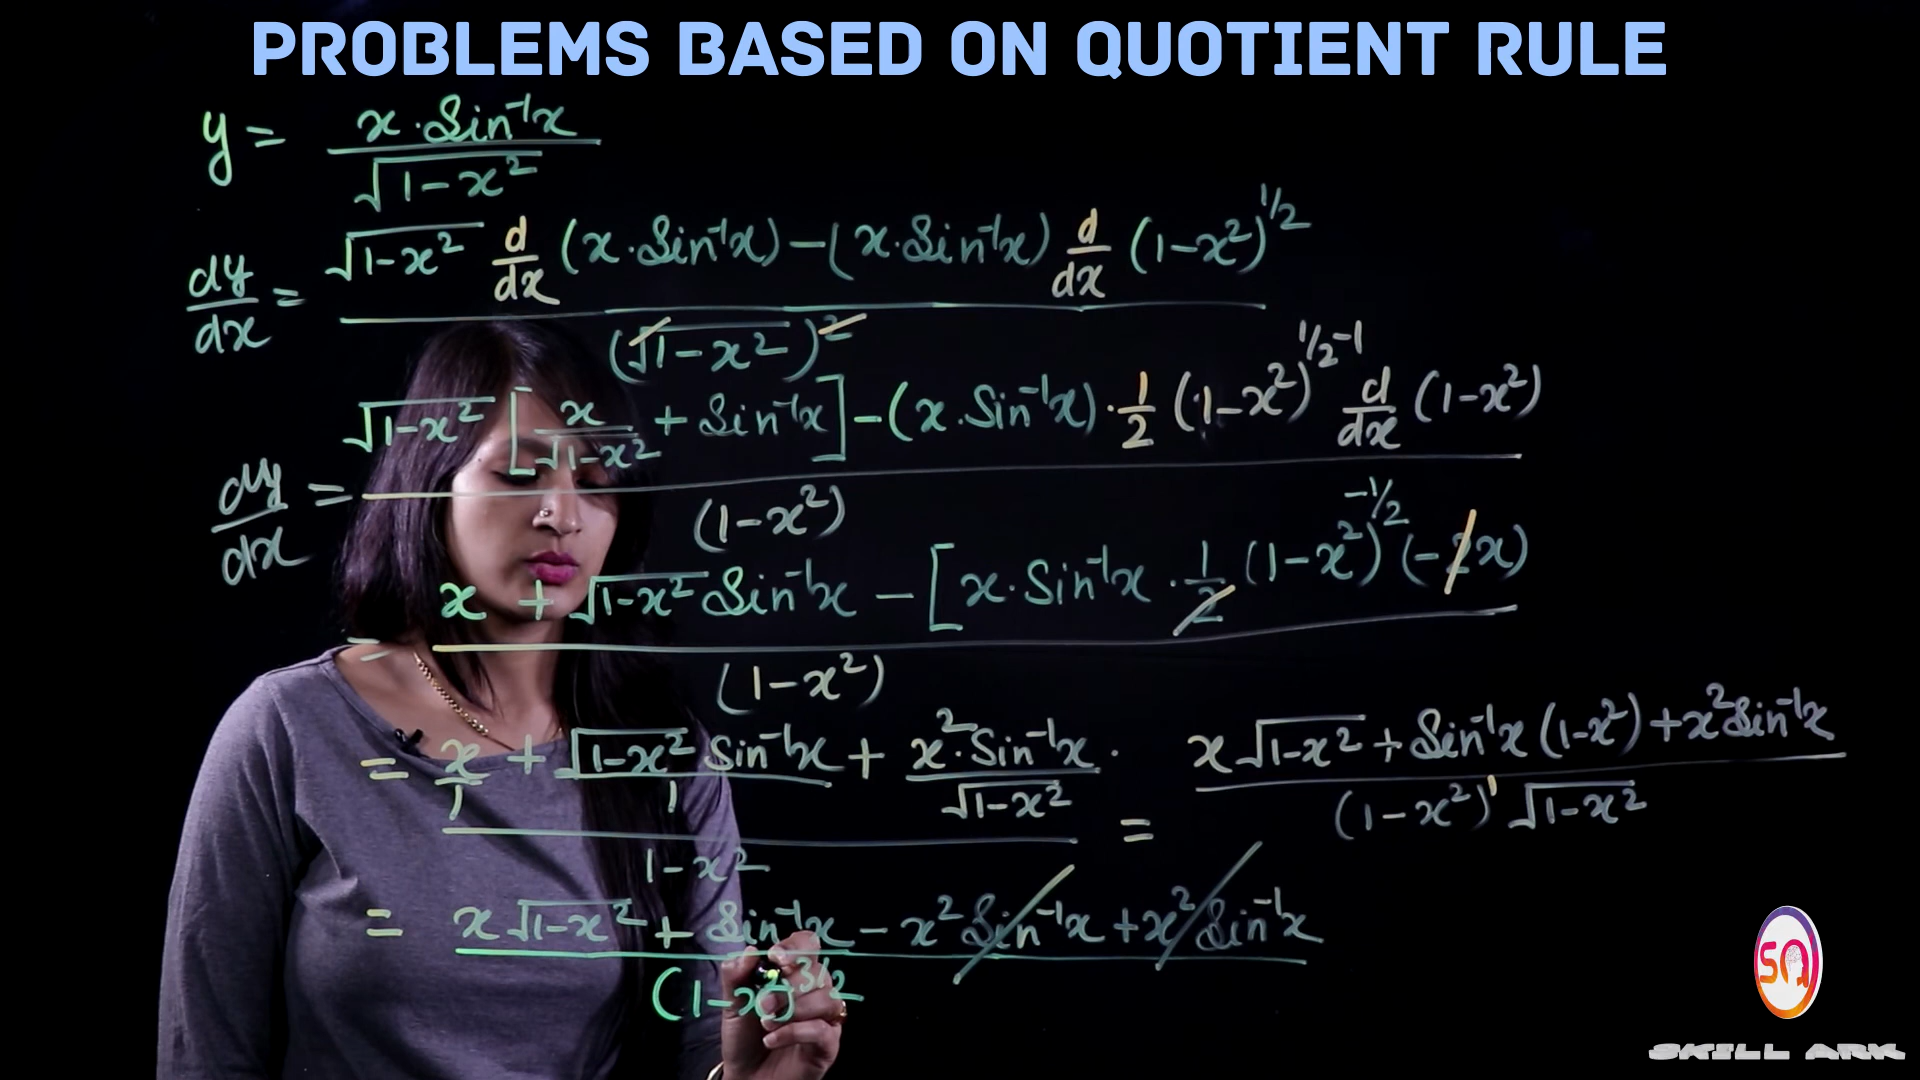 PROBLEMS BASED ON QUOTIENT RULE
y = x·Sin⁻¹x / √(1-x²)
dy/dx = √(1-x²) d/dx (x·Sin⁻¹x) - (x·Sin⁻¹x) d/dx (1-x²)^1/2 / (√(1-x²))²
dy/dx = √(1-x²) [x/√(1-x²) + Sin⁻¹x] - (x·Sin⁻¹x)·1/2 (1-x²)^1/2-1 d/dx (1-x²) / (1-x²)
= x + √(1-x²) Sin⁻¹x - [x·Sin⁻¹x · 1/2 (1-x²)^-1/2 (-2x) / (1-x²)
= x/1 + √(1-x²) Sin⁻¹x/1 + x²·Sin⁻¹x/√(1-x²) · / 1-x² = x√(1-x²) + Sin⁻¹x (1-x²) + x²Sin⁻¹x / (1-x²)¹ √(1-x²)
= x√(1-x²) + Sin⁻¹x - x² Sin⁻¹x + x² Sin⁻¹x / (1-x²)^3/2
SA
SKILL ARK